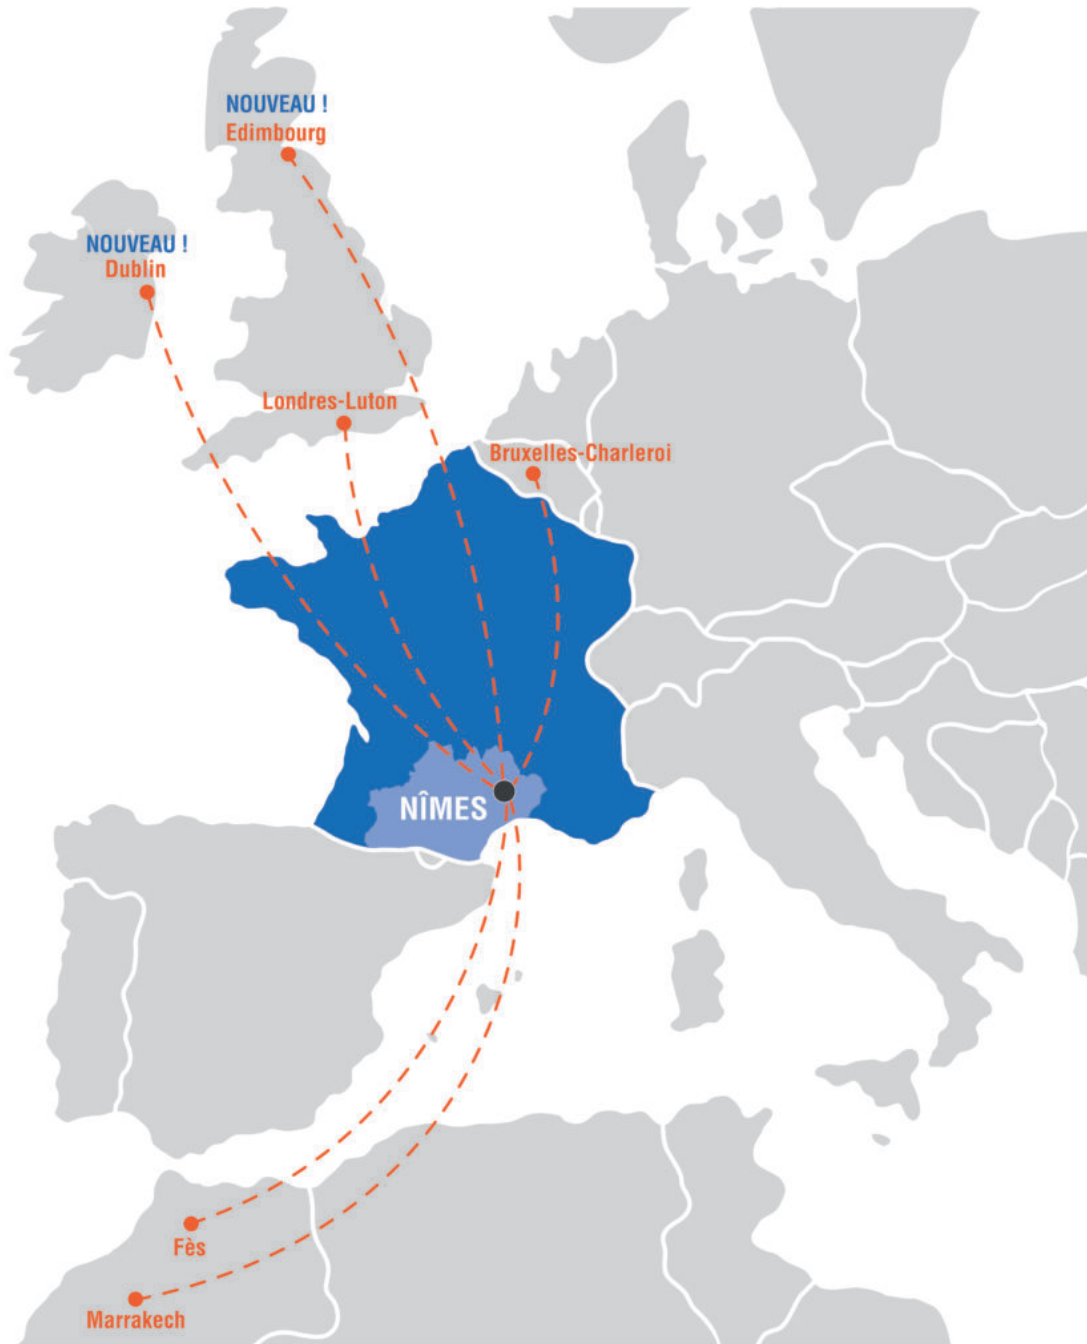 NOUVEAU !
Edimbourg
NOUVEAU !
Dublin
Londres-Luton
Bruxelles-Charleroi
NÎMES
Fès
Marrakech